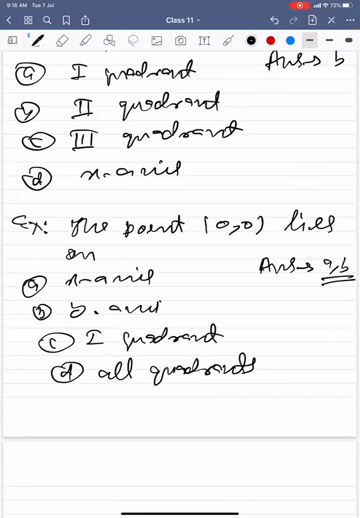 9:16 AM Tue 7 Jul
72%
Class 11
(a) I quadrant
Ans→ b
(b) II quadrant
(c) III quadrant
(d) x-axis
Ex: The point (0,0) lies
on
(a) x-axis
Ans→ a,b
(b) y-axis
(c) I quadrant
(d) all quadrants